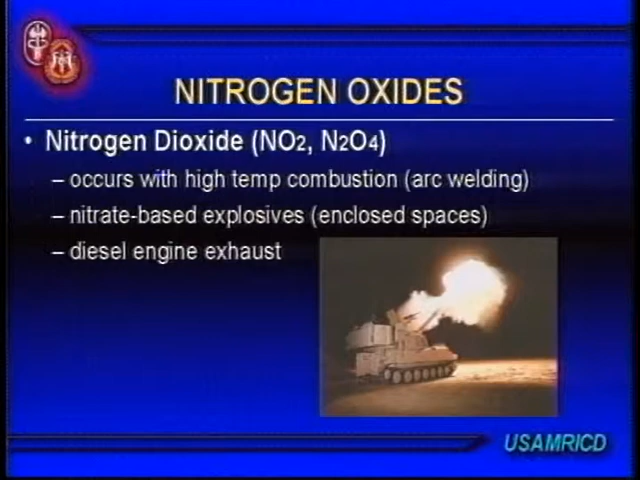 NITROGEN OXIDES
• Nitrogen Dioxide (NO2, N2O4)
– occurs with high temp combustion (arc welding)
– nitrate-based explosives (enclosed spaces)
– diesel engine exhaust
USAMRICD